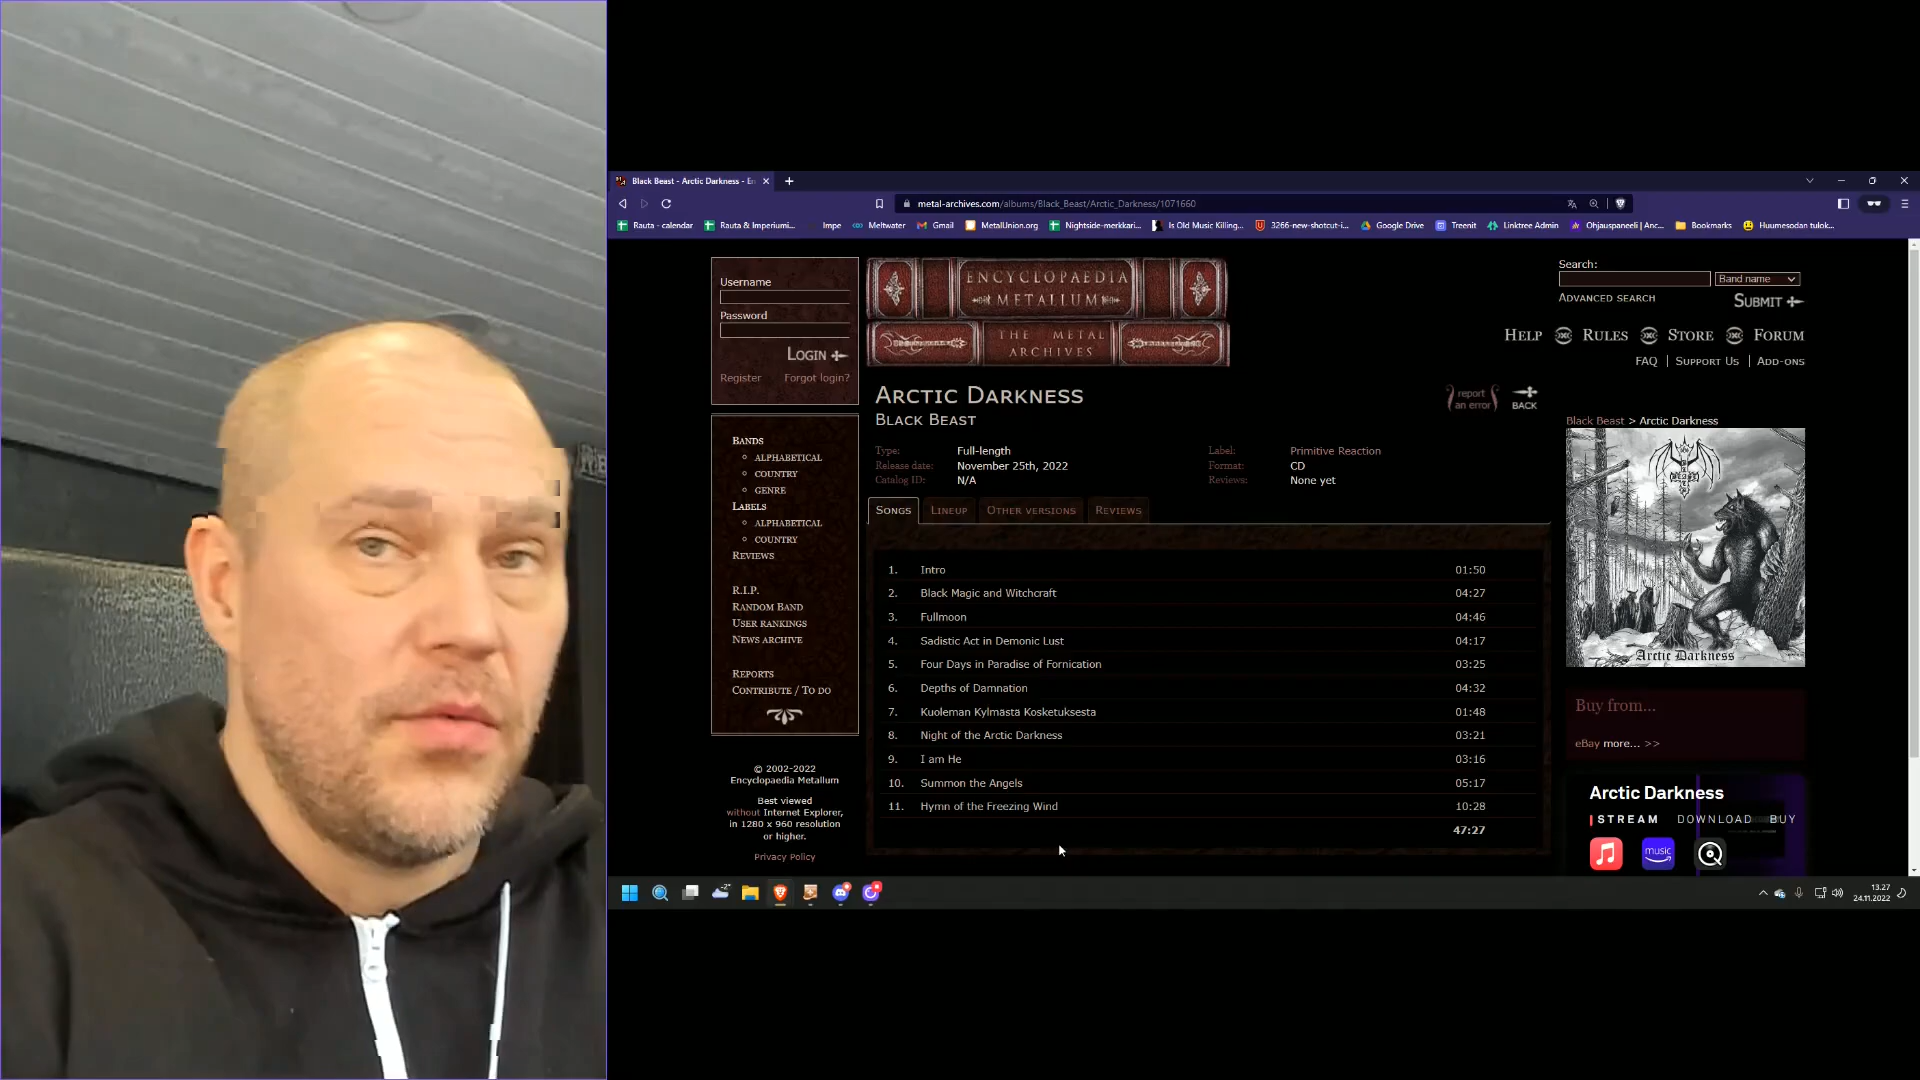 Black Beast - Arctic Darkness - En
metal-archives.com/albums/Black_Beast/Arctic_Darkness/1071660
Rauta - calendar
Rauta & Imperiumi...
Impe
Meltwater
Gmail
MetalUnion.org
Nightside-merkkari...
Is Old Music Killing...
3266-new-shotcut-i...
Google Drive
Treenit
Linktree Admin
Ohjauspaneeli | Anc...
Bookmarks
Huumesodan tulok...
Username
Password
LOGIN
Register Forgot login?
ENCYCLOPAEDIA
METALLUM
THE METAL
ARCHIVES
Search:
Band name
ADVANCED SEARCH
SUBMIT
HELP RULES STORE FORUM
FAQ | SUPPORT US | ADD-ONS
ARCTIC DARKNESS
BLACK BEAST
report
an error
BACK
Type: Full-length
Release date: November 25th, 2022
Catalog ID: N/A
Label: Primitive Reaction
Format: CD
Reviews: None yet
SONGS LINEUP OTHER VERSIONS REVIEWS
1. Intro 01:50
2. Black Magic and Witchcraft 04:27
3. Fullmoon 04:46
4. Sadistic Act in Demonic Lust 04:17
5. Four Days in Paradise of Fornication 03:25
6. Depths of Damnation 04:32
7. Kuoleman Kylmästä Kosketuksesta 01:48
8. Night of the Arctic Darkness 03:21
9. I am He 03:16
10. Summon the Angels 05:17
11. Hymn of the Freezing Wind 10:28
47:27
BANDS
ALPHABETICAL
COUNTRY
GENRE
LABELS
ALPHABETICAL
COUNTRY
REVIEWS
R.I.P.
RANDOM BAND
USER RANKINGS
NEWS ARCHIVE
REPORTS
CONTRIBUTE / TO DO
© 2002-2022
Encyclopaedia Metallum
Best viewed
without Internet Explorer,
in 1280 x 960 resolution
or higher.
Privacy Policy
Black Beast > Arctic Darkness
Arctic Darkness
Buy from...
eBay more... >>
Arctic Darkness
STREAM DOWNLOAD BUY
music
-2°
13.27
24.11.2022